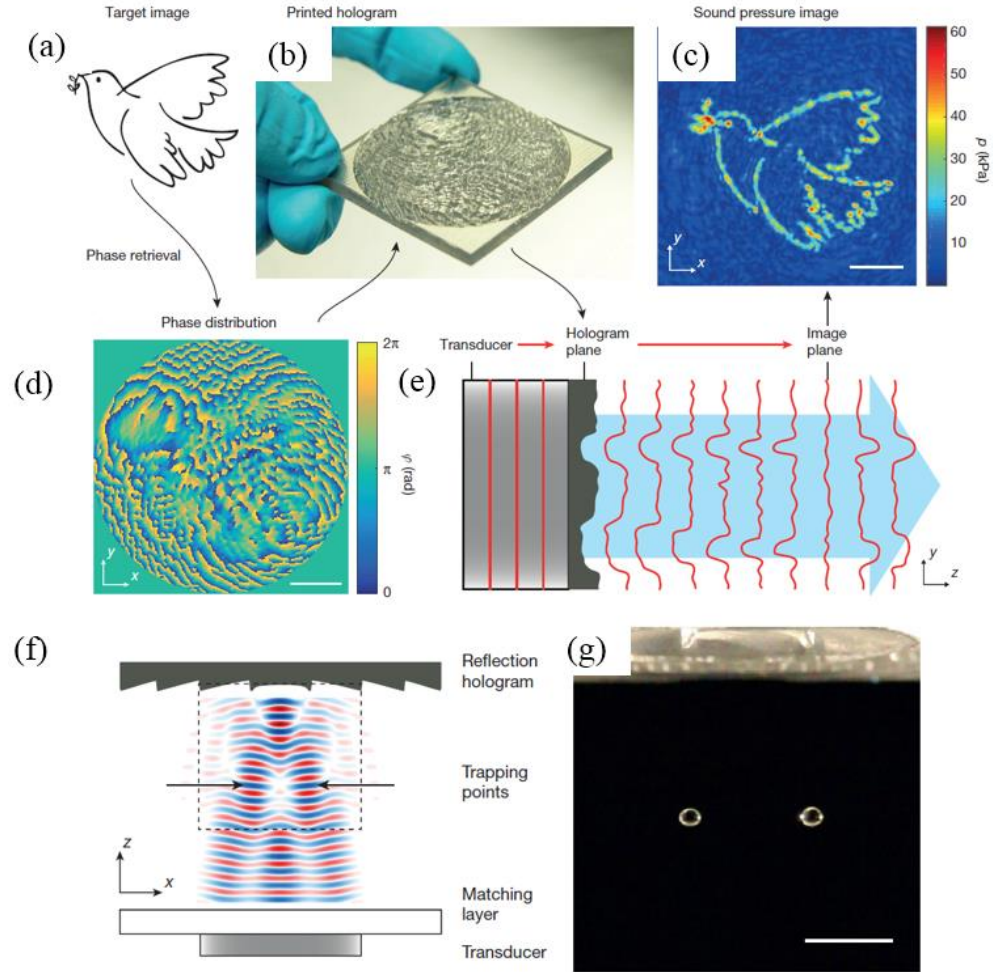 Target image
Printed hologram
Sound pressure image
(a)
(b)
(c)
60
50
40
30
20
10
p (kPa)
y
x
Phase retrieval
Phase distribution
(d)
2π
π
0
φ (rad)
y
x
Transducer
Hologram
plane
Image
plane
(e)
y
z
(f)
Reflection
hologram
Trapping
points
z
x
Matching
layer
Transducer
(g)